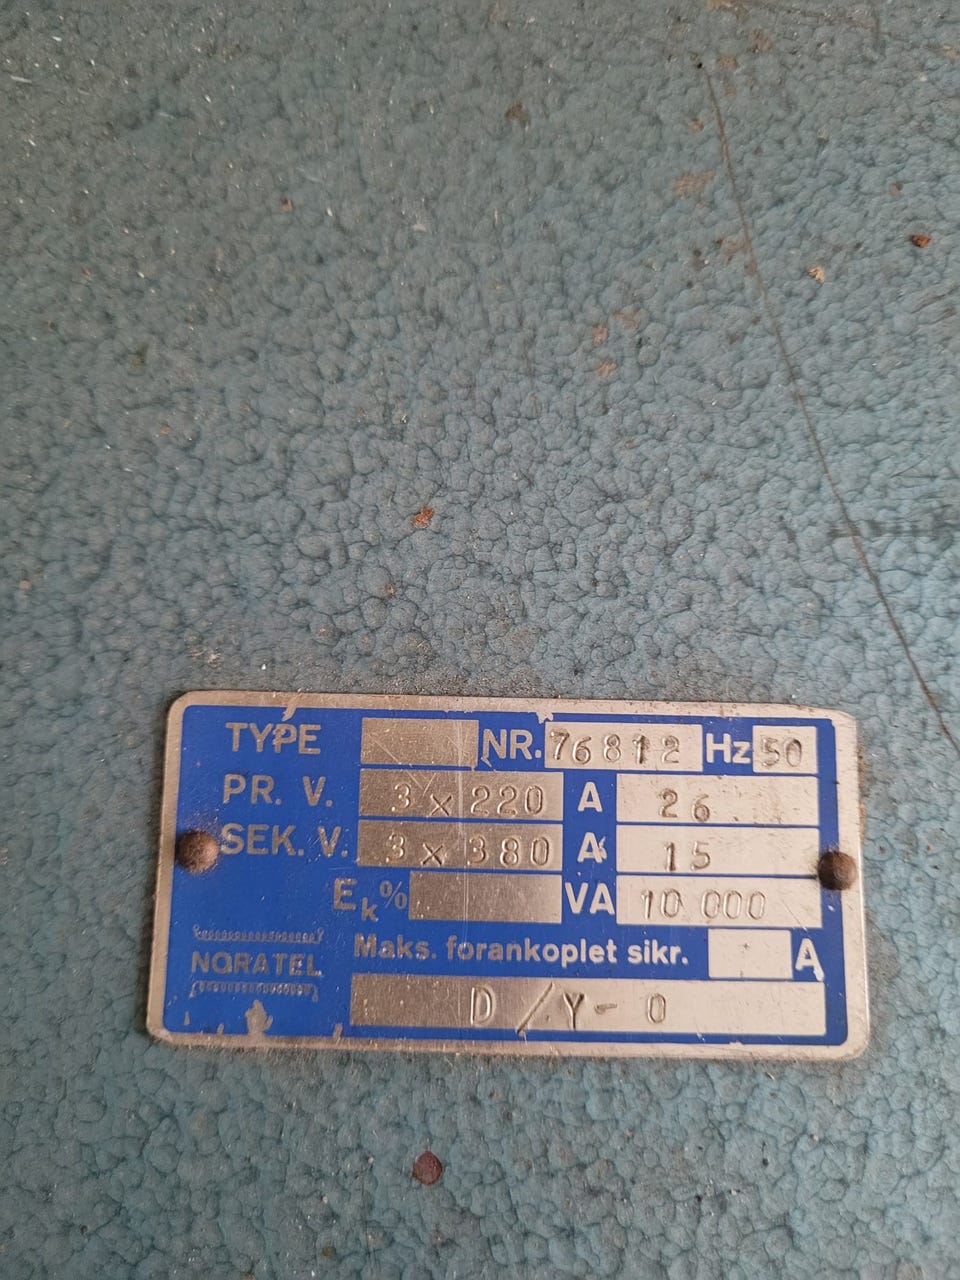 TYPE NR. 76812 Hz 50
PR. V. 3 x 220 A 26
SEK. V. 3 x 380 A 15
Ek% VA 10 000
Maks. forankoplet sikr. A
NORATEL
D/Y-0